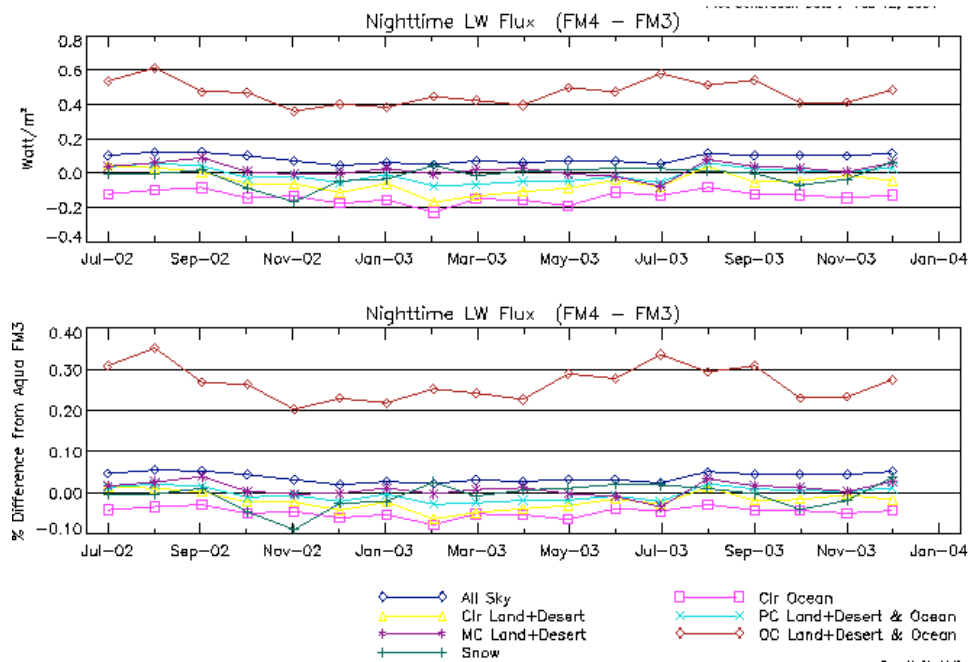 Nighttime LW Flux (FM4 – FM3)
0.8
0.6
0.4
0.2
0.0
−0.2
−0.4
Watt/m²
Jul−02 Sep−02 Nov−02 Jan−03 Mar−03 May−03 Jul−03 Sep−03 Nov−03 Jan−04
Nighttime LW Flux (FM4 – FM3)
0.40
0.30
0.20
0.10
0.00
−0.10
% Difference from Aqua FM3
Jul−02 Sep−02 Nov−02 Jan−03 Mar−03 May−03 Jul−03 Sep−03 Nov−03 Jan−04
All Sky Clr Ocean
Clr Land+Desert PC Land+Desert & Ocean
MC Land+Desert OC Land+Desert & Ocean
Snow